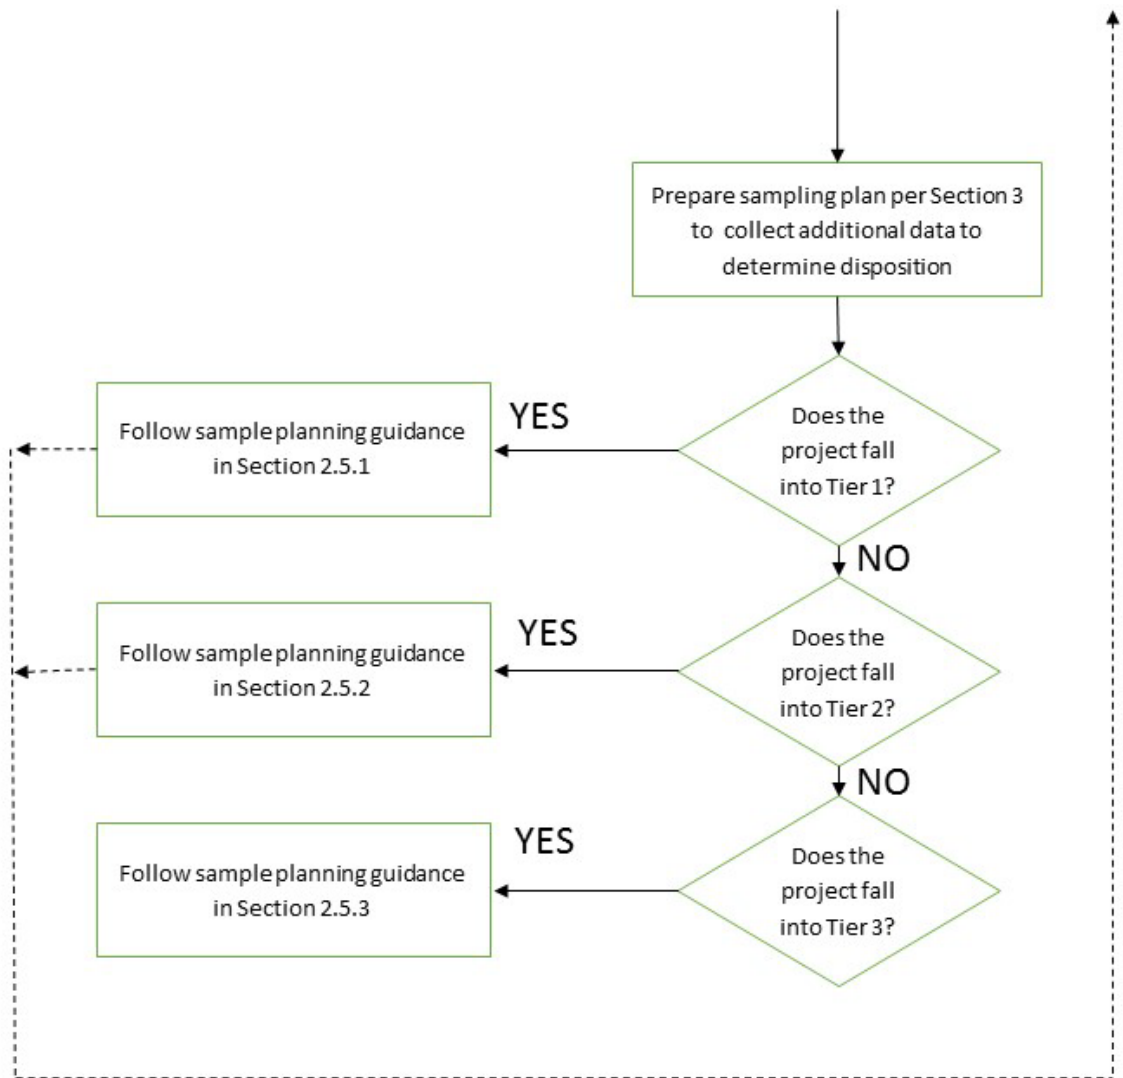 Prepare sampling plan per Section 3
to collect additional data to
determine disposition
Does the
project fall
into Tier 1?
YES
Follow sample planning guidance
in Section 2.5.1
NO
Does the
project fall
into Tier 2?
YES
Follow sample planning guidance
in Section 2.5.2
NO
Does the
project fall
into Tier 3?
YES
Follow sample planning guidance
in Section 2.5.3